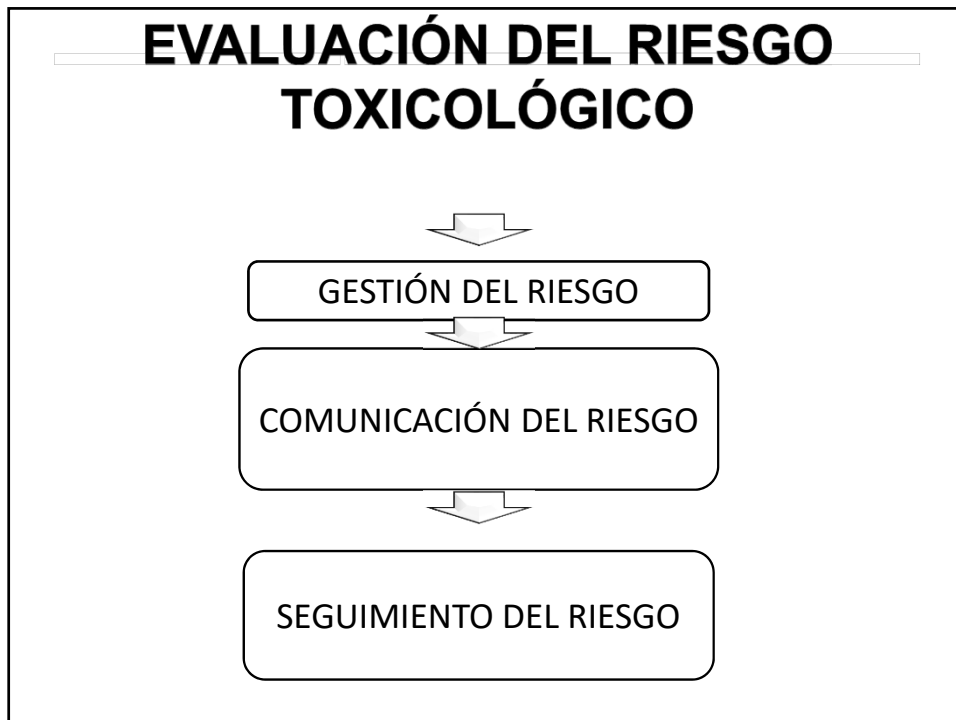 EVALUACIÓN DEL RIESGO
TOXICOLÓGICO
GESTIÓN DEL RIESGO
COMUNICACIÓN DEL RIESGO
SEGUIMIENTO DEL RIESGO